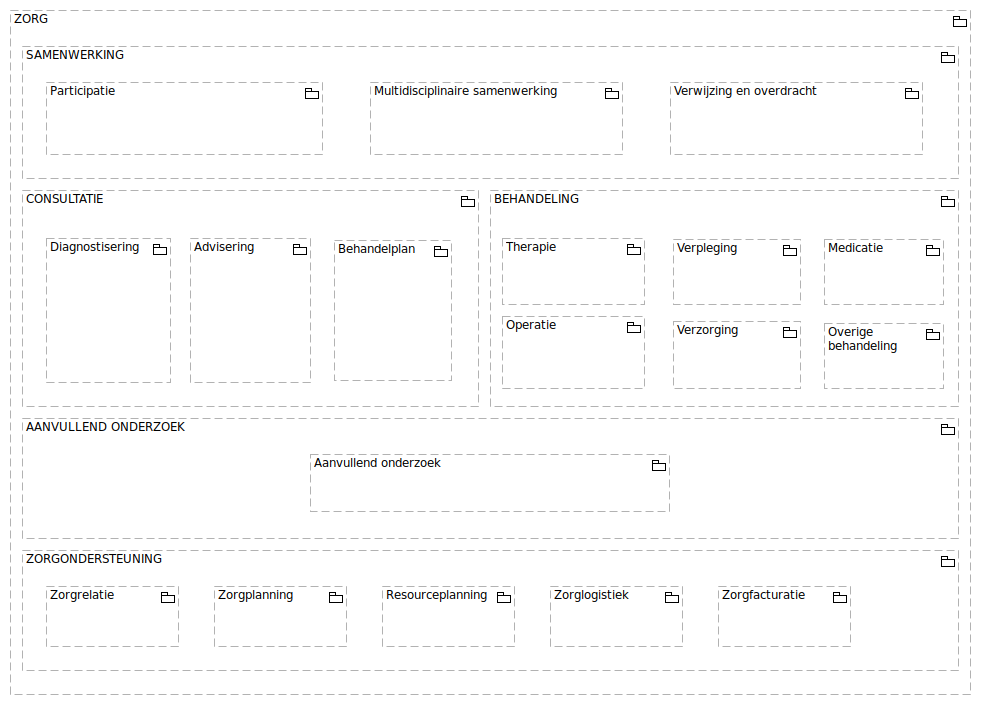 ZORG
SAMENWERKING
Participatie
Multidisciplinaire samenwerking
Verwijzing en overdracht
CONSULTATIE
Diagnostisering
Advisering
Behandelplan
BEHANDELING
Therapie
Verpleging
Medicatie
Operatie
Verzorging
Overige
behandeling
AANVULLEND ONDERZOEK
Aanvullend onderzoek
ZORGONDERSTEUNING
Zorgrelatie
Zorgplanning
Resourceplanning
Zorglogistiek
Zorgfacturatie